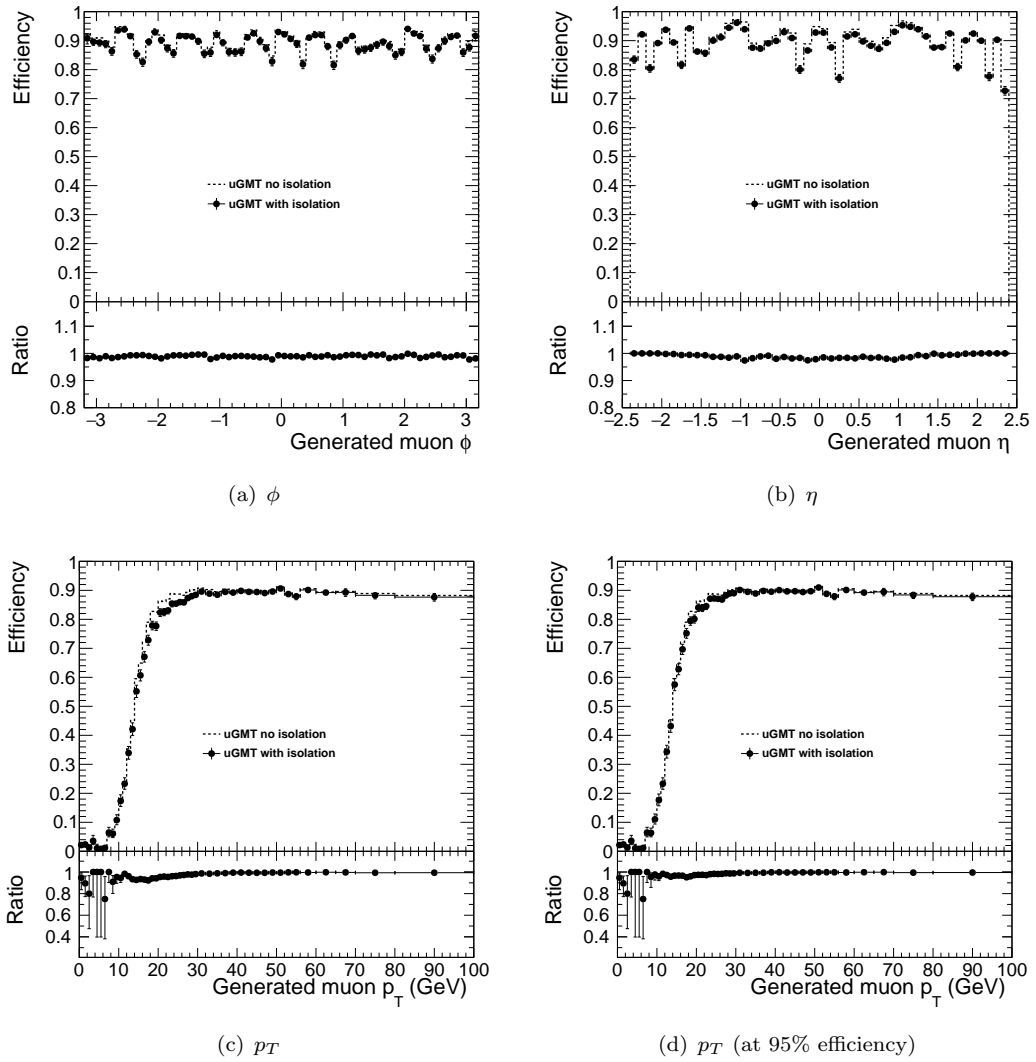 Efficiency
1
0.9
0.8
0.7
0.6
0.5
0.4
0.3
0.2
0.1
0
uGMT no isolation
uGMT with isolation
Ratio
1.1
1
0.9
0.8
−3 −2 −1 0 1 2 3
Generated muon ϕ
(a) ϕ
Efficiency
1
0.9
0.8
0.7
0.6
0.5
0.4
0.3
0.2
0.1
0
uGMT no isolation
uGMT with isolation
Ratio
1.1
1
0.9
0.8
−2.5 −2 −1.5 −1 −0.5 0 0.5 1 1.5 2 2.5
Generated muon η
(b) η
Efficiency
1
0.9
0.8
0.7
0.6
0.5
0.4
0.3
0.2
0.1
0
uGMT no isolation
uGMT with isolation
Ratio
1
0.8
0.6
0.4
0 10 20 30 40 50 60 70 80 90 100
Generated muon p_T (GeV)
(c) p_T
Efficiency
1
0.9
0.8
0.7
0.6
0.5
0.4
0.3
0.2
0.1
0
uGMT no isolation
uGMT with isolation
Ratio
1
0.8
0.6
0.4
0 10 20 30 40 50 60 70 80 90 100
Generated muon p_T (GeV)
(d) p_T (at 95% efficiency)